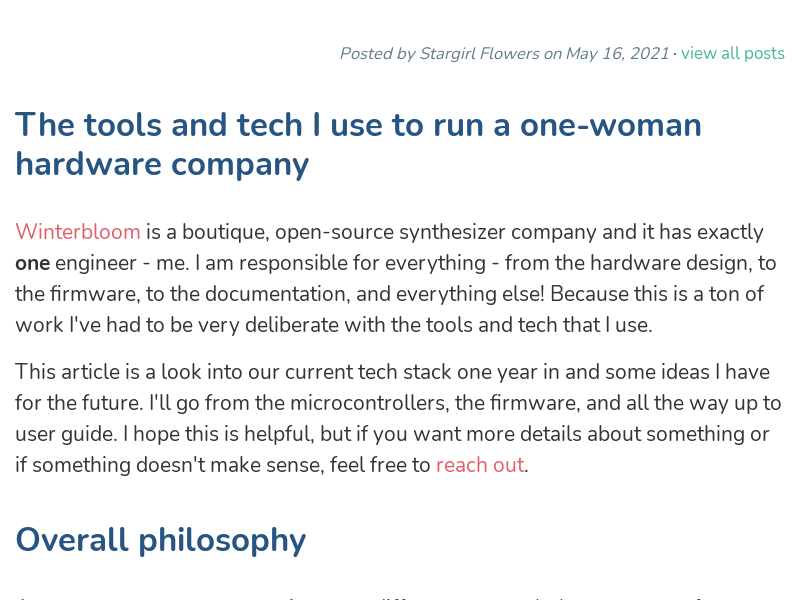 Posted by Stargirl Flowers on May 16, 2021 · view all posts
The tools and tech I use to run a one-woman
hardware company
Winterbloom is a boutique, open-source synthesizer company and it has exactly
one engineer - me. I am responsible for everything - from the hardware design, to
the firmware, to the documentation, and everything else! Because this is a ton of
work I've had to be very deliberate with the tools and tech that I use.
This article is a look into our current tech stack one year in and some ideas I have
for the future. I'll go from the microcontrollers, the firmware, and all the way up to
user guide. I hope this is helpful, but if you want more details about something or
if something doesn't make sense, feel free to reach out.
Overall philosophy